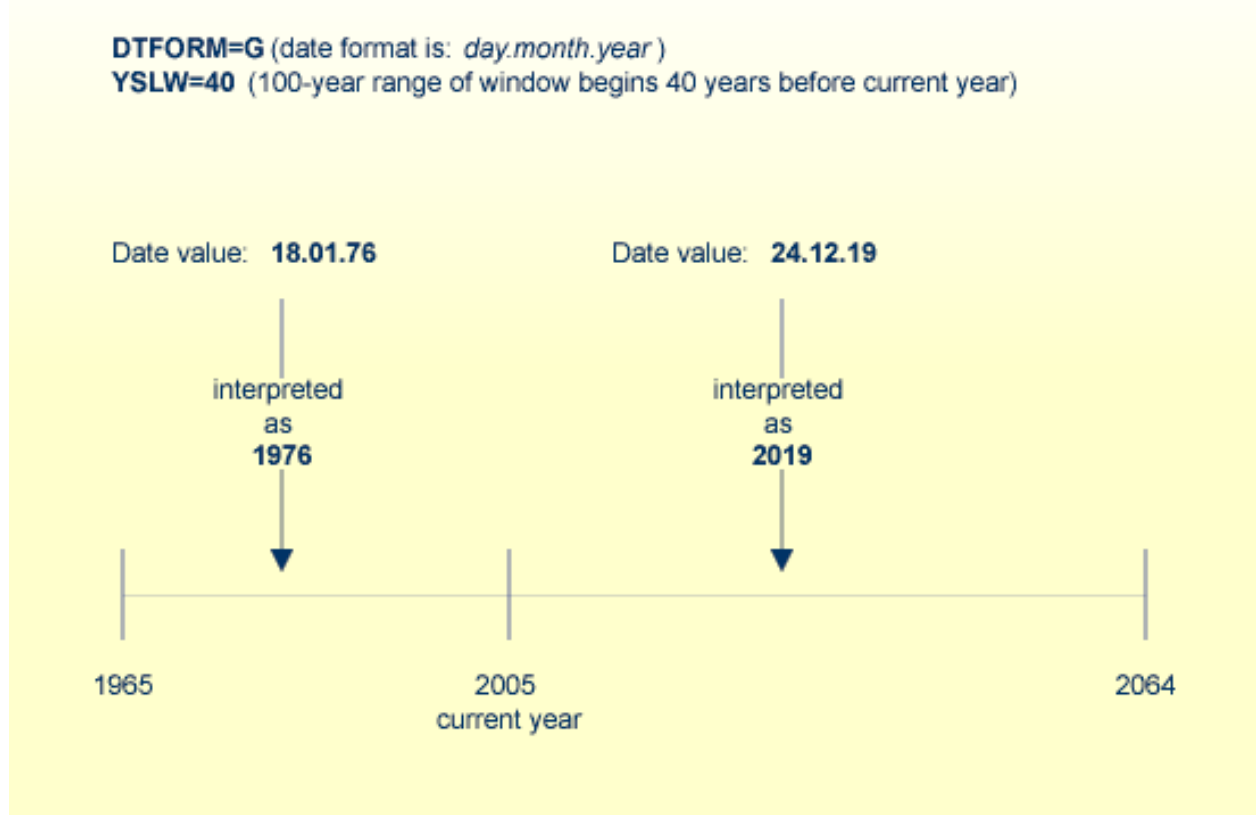 DTFORM=G (date format is: day.month.year )
YSLW=40 (100-year range of window begins 40 years before current year)
Date value: 18.01.76
Date value: 24.12.19
interpreted
as
1976
interpreted
as
2019
1965
2005
current year
2064